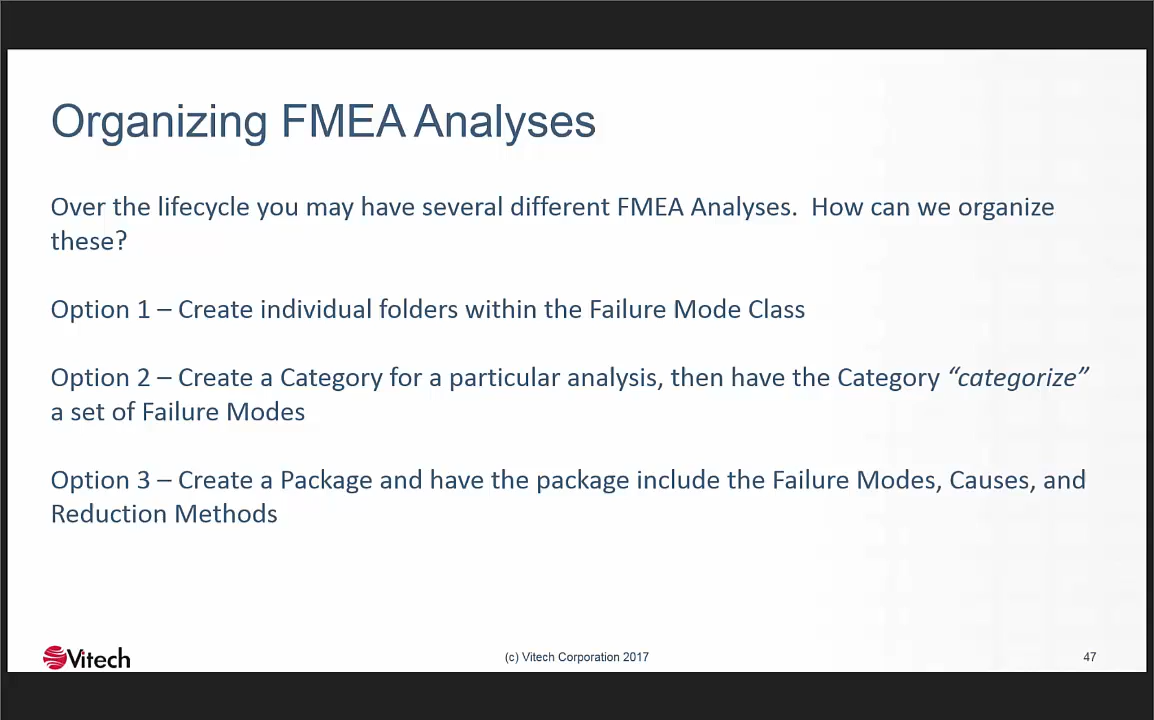 Organizing FMEA Analyses
Over the lifecycle you may have several different FMEA Analyses.  How can we organize
these?
Option 1 – Create individual folders within the Failure Mode Class
Option 2 – Create a Category for a particular analysis, then have the Category “categorize”
a set of Failure Modes
Option 3 – Create a Package and have the package include the Failure Modes, Causes, and
Reduction Methods
Vitech
(c) Vitech Corporation 2017
47